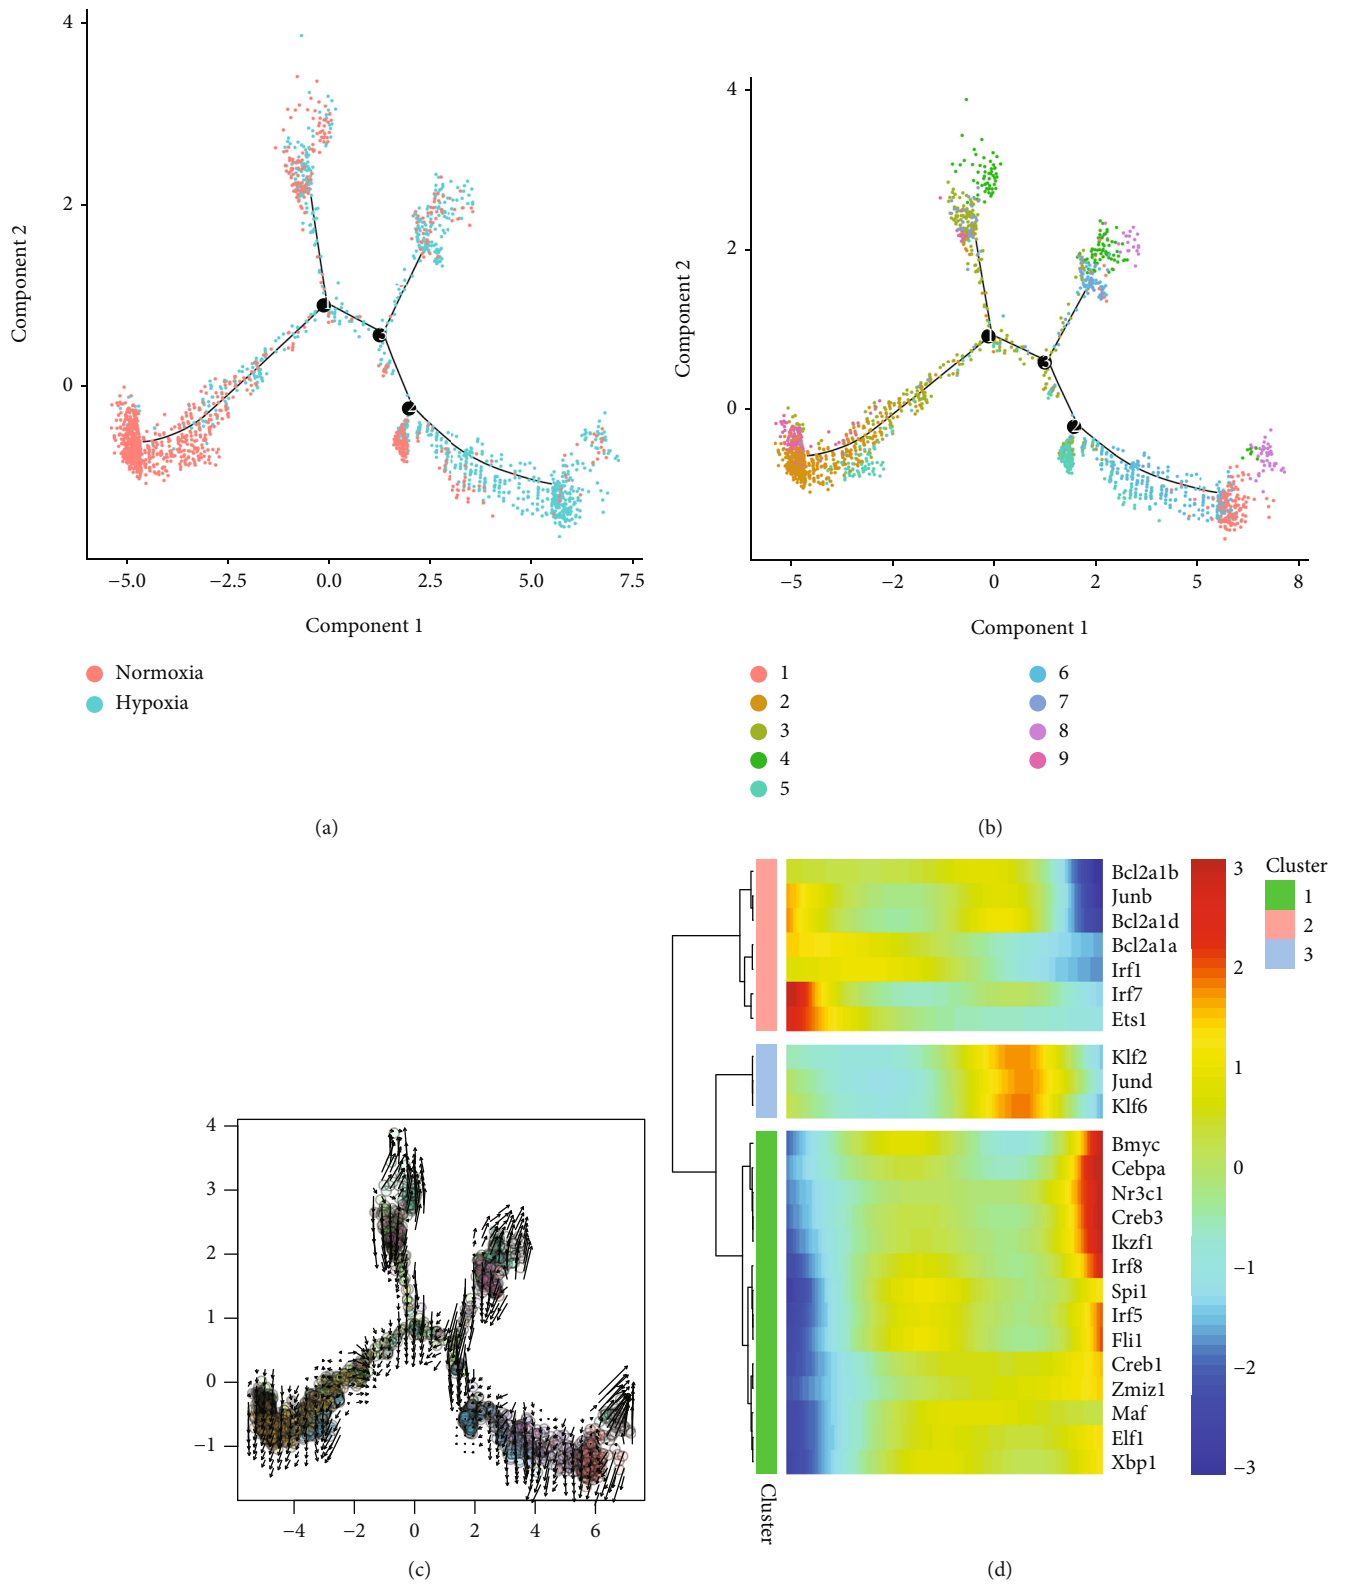 4
2
0
Component 2
−5.0 −2.5 0.0 2.5 5.0 7.5
Component 1
Normoxia
Hypoxia
(a)
4
2
0
Component 2
1
3
2
−5 −2 0 2 5 8
Component 1
1 6
2 7
3 8
4 9
5
(b)
4
3
2
1
0
−1
−4 −2 0 2 4 6
(c)
Bcl2a1b
Junb
Bcl2a1d
Bcl2a1a
Irf1
Irf7
Ets1
Klf2
Jund
Klf6
Bmyc
Cebpa
Nr3c1
Creb3
Ikzf1
Irf8
Spi1
Irf5
Fli1
Creb1
Zmiz1
Maf
Elf1
Xbp1
Cluster
3
2
1
0
−1
−2
−3
Cluster
1
2
3
(d)